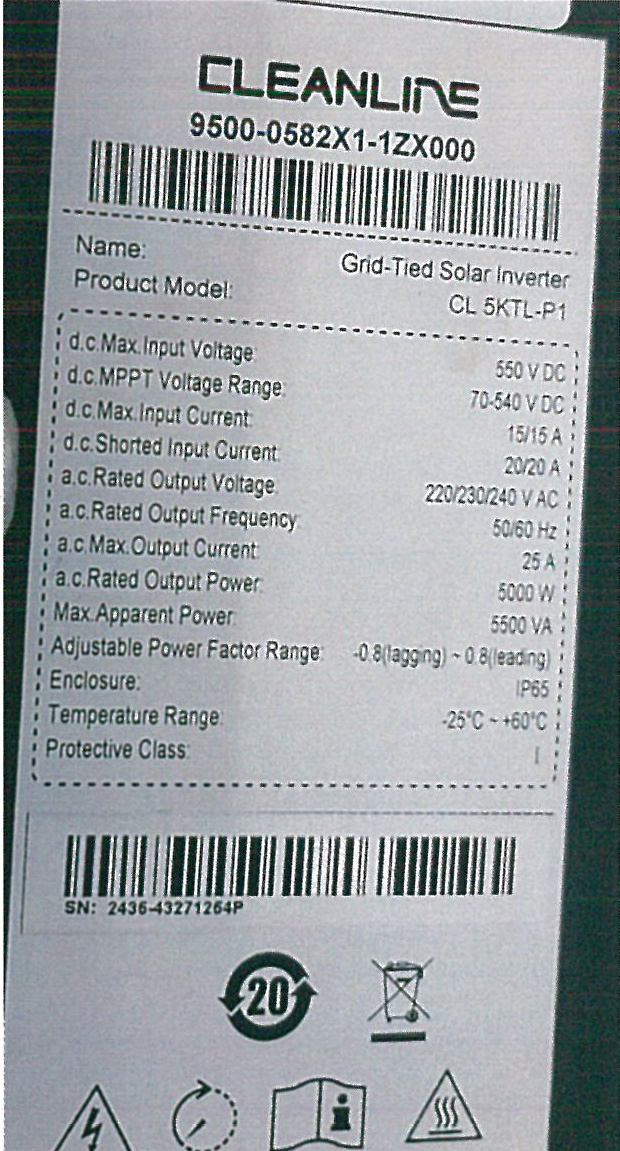 CLEANLINE
9500-0582X1-1ZX000
Name: Grid-Tied Solar Inverter
Product Model: CL 5KTL-P1
d.c.Max.Input Voltage: 550 V DC
d.c.MPPT Voltage Range: 70-540 V DC
d.c.Max.Input Current: 15/15 A
d.c.Shorted Input Current: 20/20 A
a.c.Rated Output Voltage: 220/230/240 V AC
a.c.Rated Output Frequency: 50/60 Hz
a.c.Max.Output Current: 25 A
a.c.Rated Output Power: 5000 W
Max.Apparent Power: 5500 VA
Adjustable Power Factor Range: -0.8(lagging) ~ 0.8(leading)
Enclosure: IP65
Temperature Range: -25°C ~ +60°C
Protective Class: I
SN: 2436-43271264P
20
i